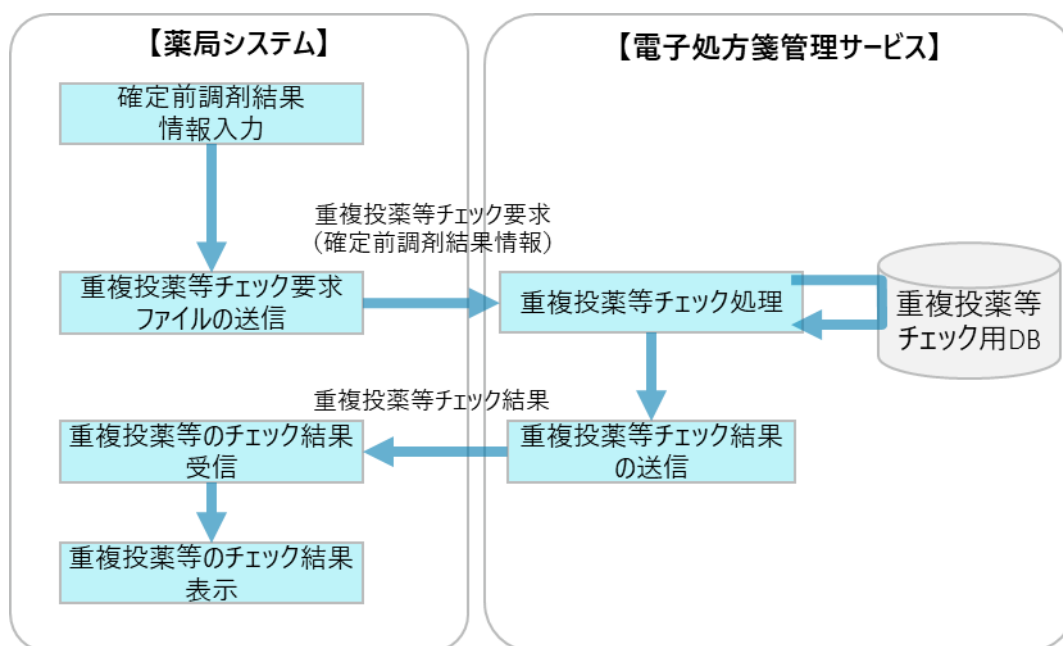 【薬局システム】
【電子処方箋管理サービス】
確定前調剤結果
情報入力
重複投薬等チェック要求
(確定前調剤結果情報)
重複投薬等チェック要求
ファイルの送信
重複投薬等チェック処理
重複投薬等
チェック用DB
重複投薬等チェック結果
重複投薬等のチェック結果
受信
重複投薬等チェック結果
の送信
重複投薬等のチェック結果
表示